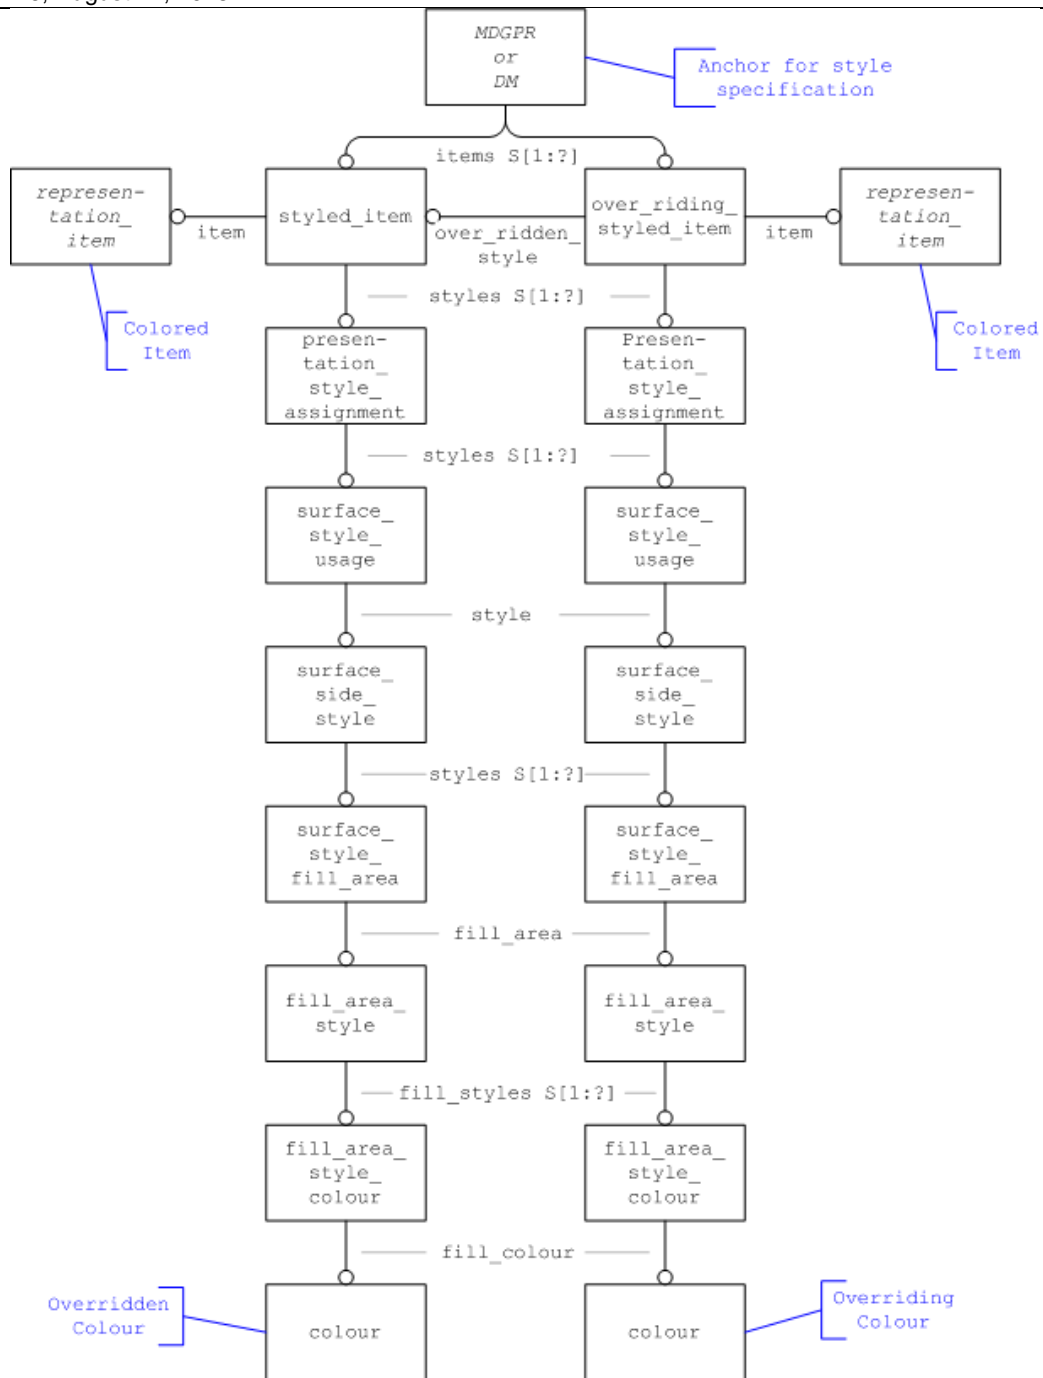 MDGPR
or
DM
Anchor for style
specification
items S[1:?]
represen-
tation_
item
item
styled_item
over_ridden_
style
over_riding_
styled_item
item
represen-
tation_
item
Colored
Item
styles S[1:?]
Colored
Item
presen-
tation_
style_
assignment
Presen-
tation_
style_
assignment
styles S[1:?]
surface_
style_
usage
surface_
style_
usage
style
surface_
side_
style
surface_
side_
style
styles S[1:?]
surface_
style_
fill_area
surface_
style_
fill_area
fill_area
fill_area_
style
fill_area_
style
fill_styles S[1:?]
fill_area_
style_
colour
fill_area_
style_
colour
fill_colour
Overridden
Colour
colour
colour
Overriding
Colour